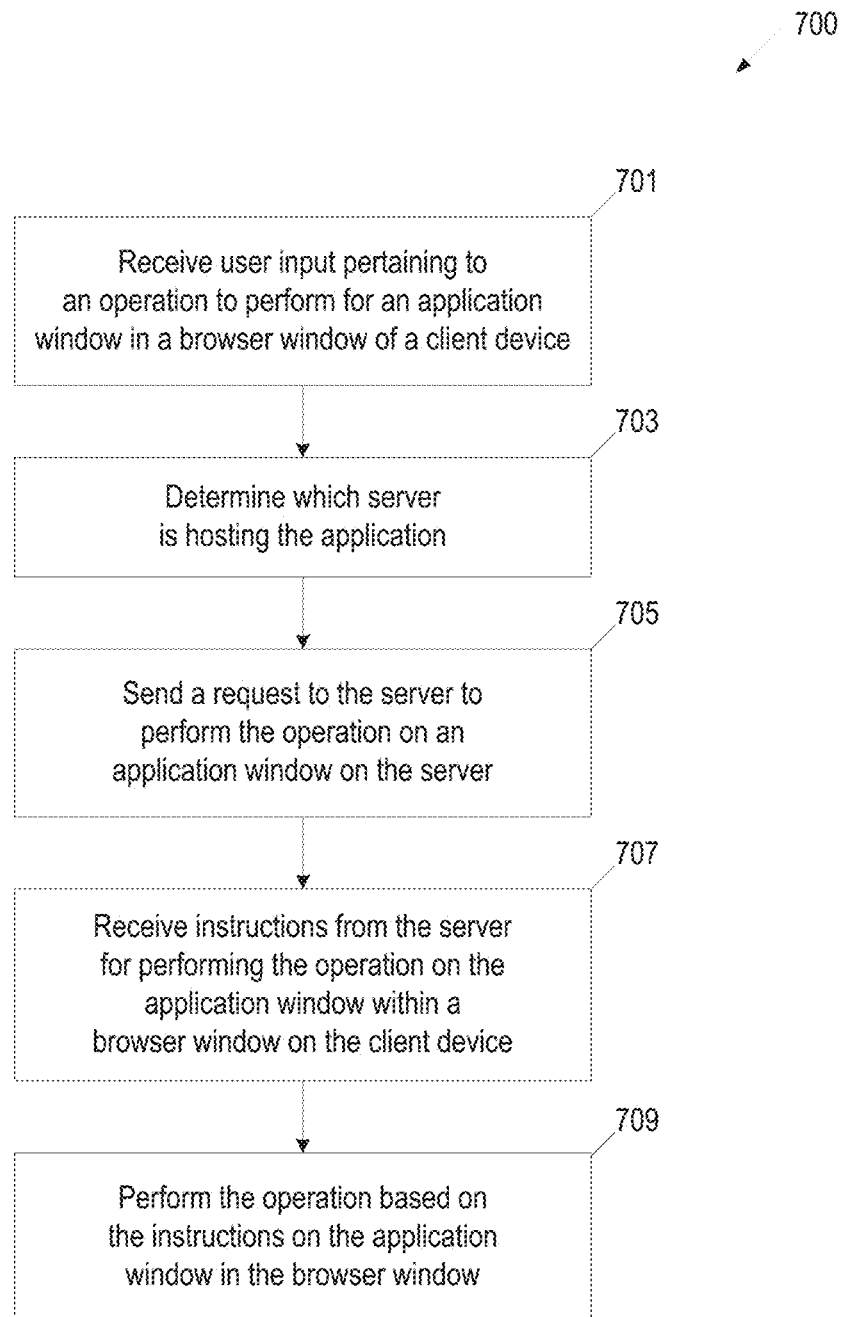 700
701
Receive user input pertaining to
an operation to perform for an application
window in a browser window of a client device
703
Determine which server
is hosting the application
705
Send a request to the server to
perform the operation on an
application window on the server
707
Receive instructions from the server
for performing the operation on the
application window within a
browser window on the client device
709
Perform the operation based on
the instructions on the application
window in the browser window